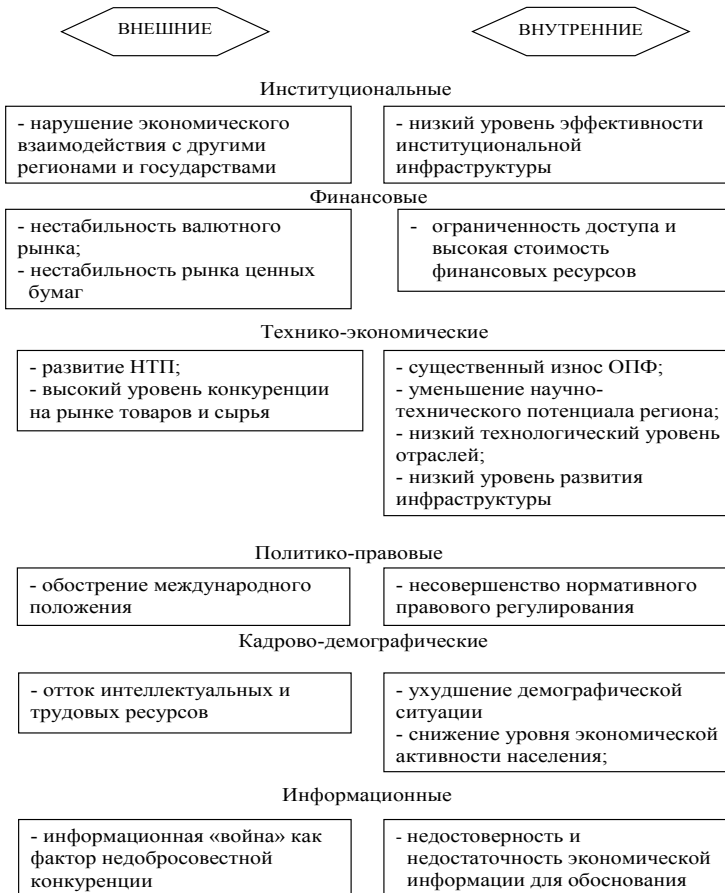 ВНЕШНИЕ
ВНУТРЕННИЕ
Институциональные
- нарушение экономического
взаимодействия с другими
регионами и государствами
- низкий уровень эффективности
институциональной
инфраструктуры
Финансовые
- нестабильность валютного
рынка;
- нестабильность рынка ценных
бумаг
- ограниченность доступа и
высокая стоимость
финансовых ресурсов
Технико-экономические
- развитие НТП;
- высокий уровень конкуренции
на рынке товаров и сырья
- существенный износ ОПФ;
- уменьшение научно-
технического потенциала региона;
- низкий технологический уровень
отраслей;
- низкий уровень развития
инфраструктуры
Политико-правовые
- обострение международного
положения
- несовершенство нормативного
правового регулирования
Кадрово-демографические
- отток интеллектуальных и
трудовых ресурсов
- ухудшение демографической
ситуации
- снижение уровня экономической
активности населения;
Информационные
- информационная «война» как
фактор недобросовестной
конкуренции
- недостоверность и
недостаточность экономической
информации для обоснования